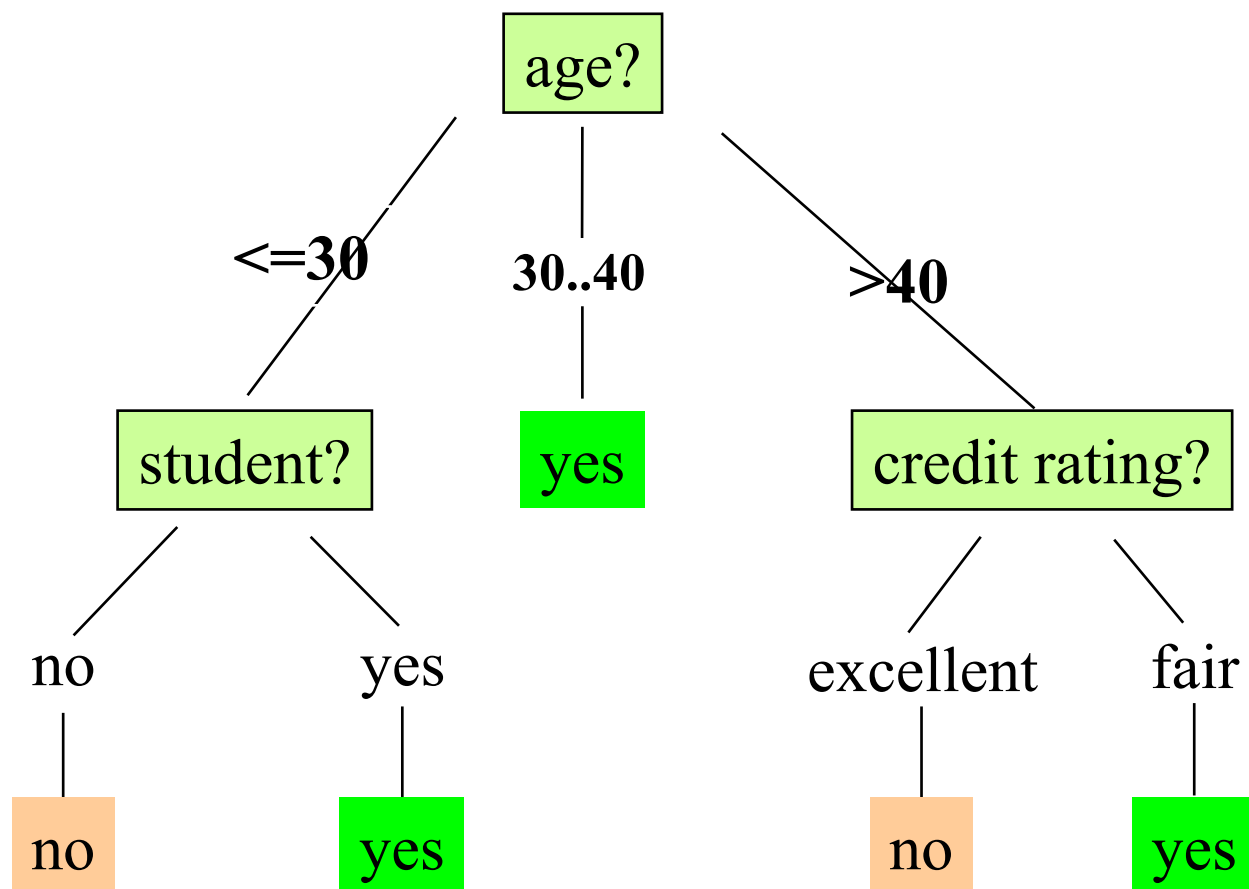 age?
<=30
30..40
>40
student?
yes
credit rating?
no
yes
excellent
fair
no
yes
no
yes